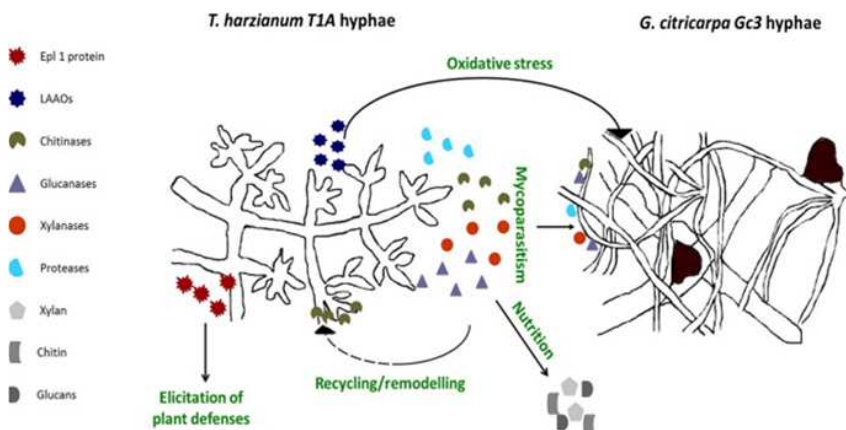 T. harzianum T1A hyphae
G. citricarpa Gc3 hyphae
Epl 1 protein
LAAOs
Chitinases
Glucanases
Xylanases
Proteases
Xylan
Chitin
Glucans
Oxidative stress
Mycoparasitism
Nutrition
Recycling/remodelling
Elicitation of
plant defenses